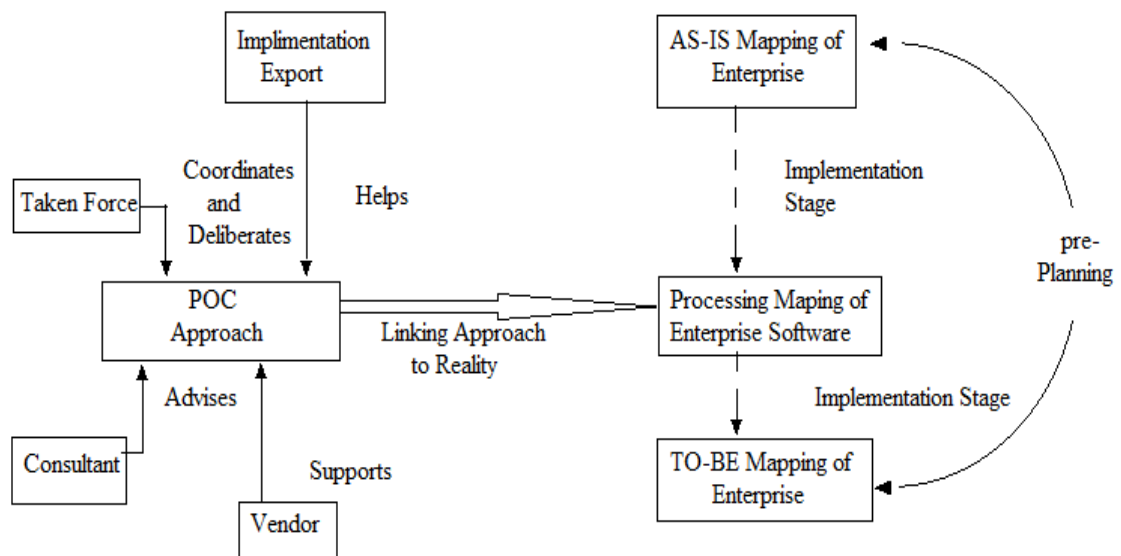 Implimentation
Export
AS-IS Mapping of
Enterprise
Coordinates
and
Deliberates
Helps
Taken Force
Implementation
Stage
pre-
Planning
POC
Approach
Linking Approach
to Reality
Processing Maping of
Enterprise Software
Advises
Implementation Stage
Consultant
Supports
Vendor
TO-BE Mapping of
Enterprise